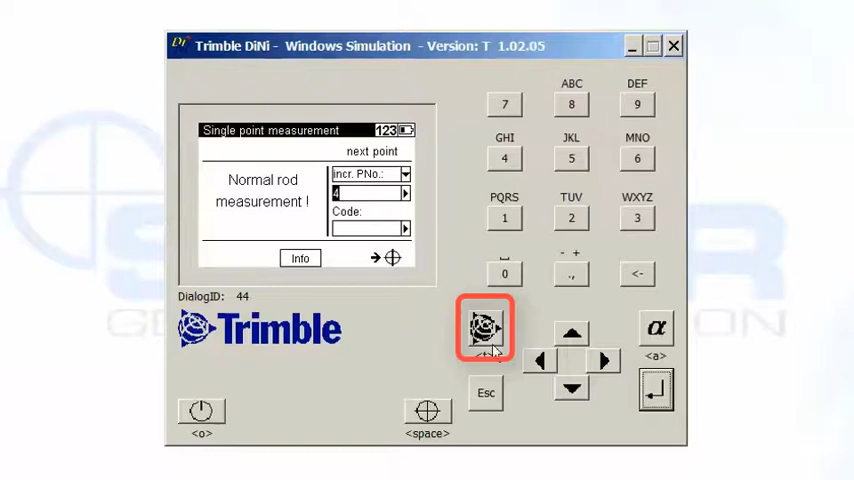 Trimble DiNi - Windows Simulation - Version: T 1.02.05
Single point measurement 123
next point
Normal rod
measurement !
incr. PNo.:
4
Code:
Info
DialogID: 44
Trimble
<o>
<space>
ABC
DEF
7
8
9
GHI
JKL
MNO
4
5
6
PQRS
TUV
WXYZ
1
2
3
- +
0
.,
<-
α
<a>
Esc